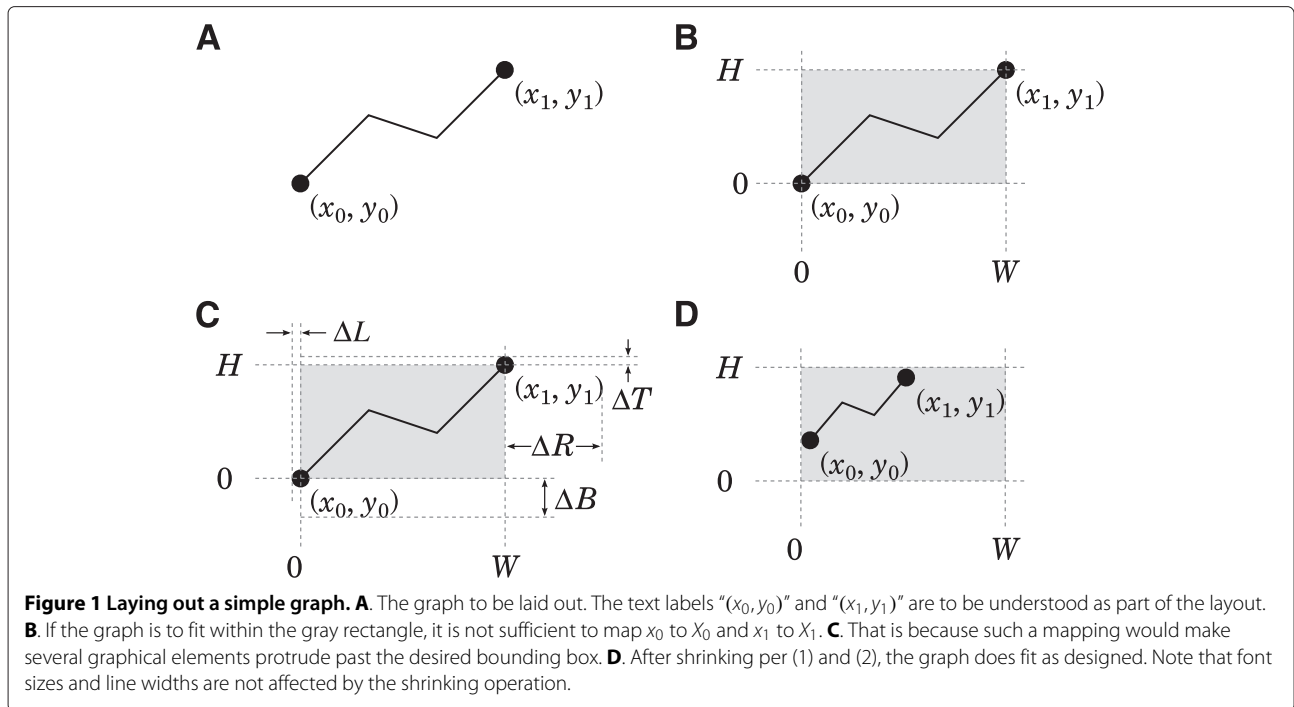 A
(x₁, y₁)
(x₀, y₀)
B
H
(x₁, y₁)
0
(x₀, y₀)
0 W
C
ΔL
H
(x₁, y₁)
ΔT
ΔR
0
(x₀, y₀)
ΔB
0 W
D
H
(x₁, y₁)
(x₀, y₀)
0
0 W
Figure 1 Laying out a simple graph. A. The graph to be laid out. The text labels “(x₀, y₀)” and “(x₁, y₁)” are to be understood as part of the layout.
B. If the graph is to fit within the gray rectangle, it is not sufficient to map x₀ to X₀ and x₁ to X₁. C. That is because such a mapping would make
several graphical elements protrude past the desired bounding box. D. After shrinking per (1) and (2), the graph does fit as designed. Note that font
sizes and line widths are not affected by the shrinking operation.